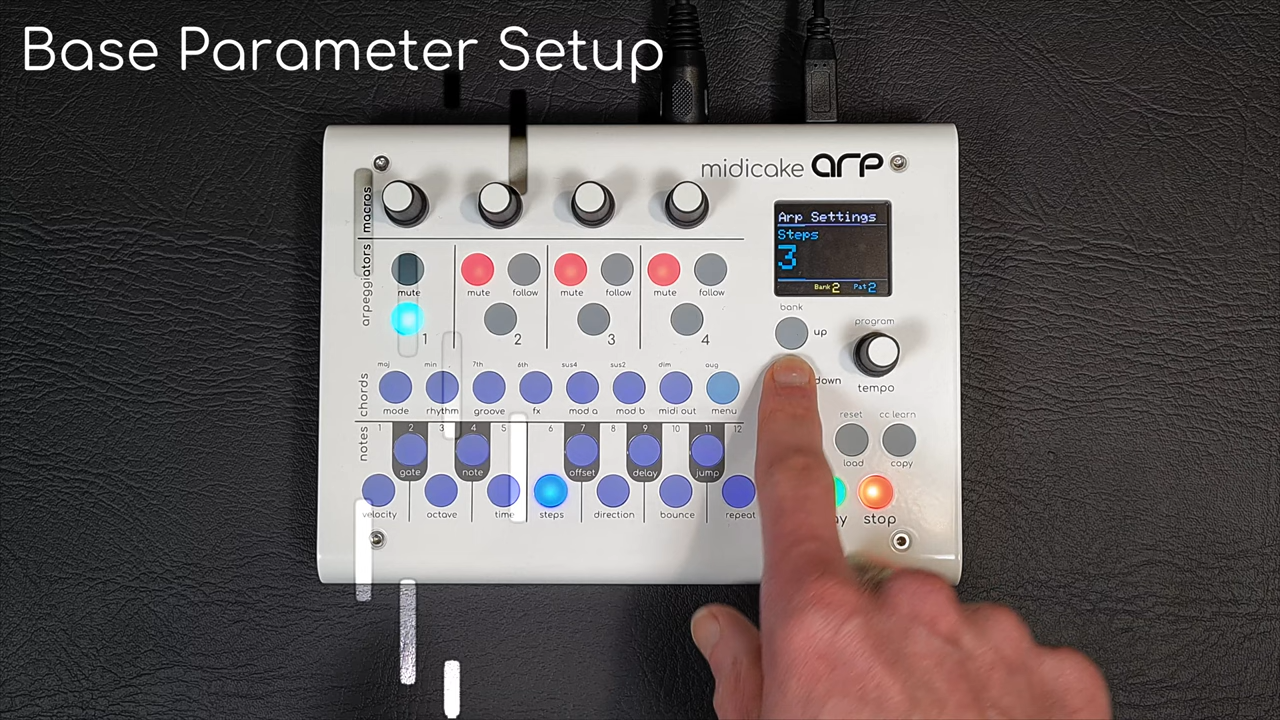 Base Parameter Setup
midicake arp
macros
Arp Settings
Steps
3
Bank 2 Pat 2
arpeggiators
mute mute follow mute follow mute follow
1 2 3 4
bank
up
down
program
tempo
chords
maj min 7th 6th sus4 sus2 dim aug
mode rhythm groove fx mod a mod b midi out menu
reset cc learn
load copy
notes
1 2 3 4 5 6 7 8 9 10 11 12
gate note offset delay jump
velocity octave time steps direction bounce repeat
stop